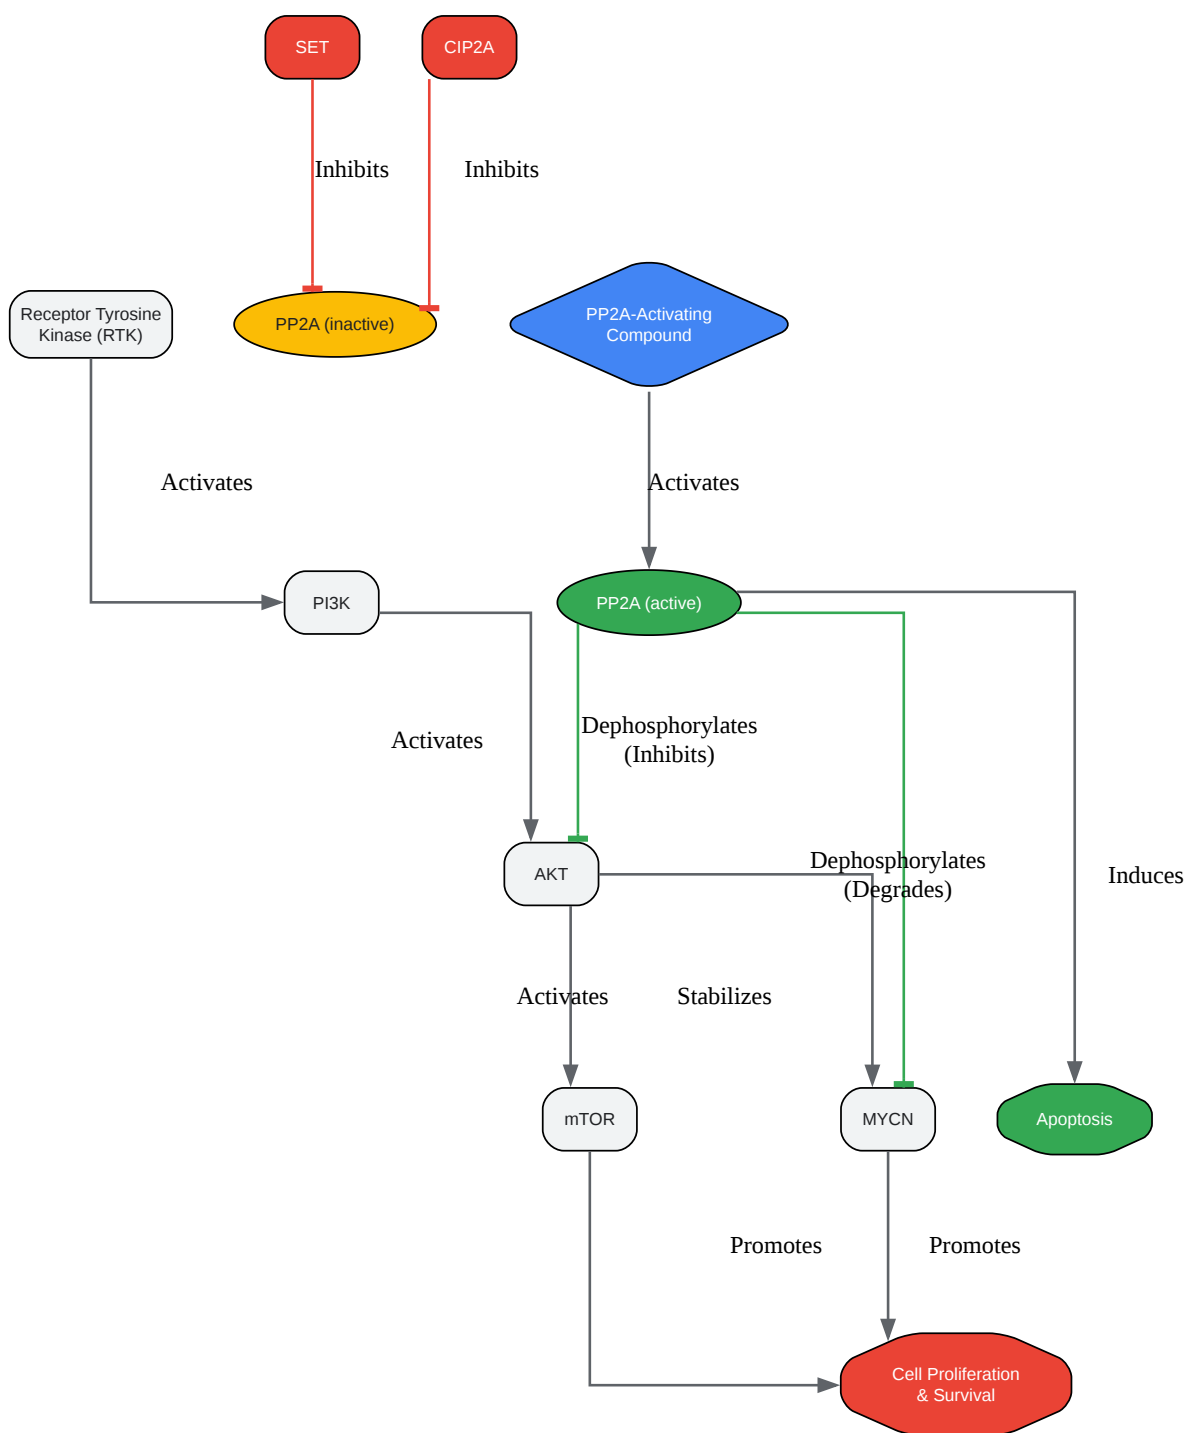 SET
CIP2A
Inhibits
Inhibits
Receptor Tyrosine
Kinase (RTK)
PP2A (inactive)
PP2A-Activating
Compound
Activates
Activates
PI3K
PP2A (active)
Activates
Dephosphorylates
(Inhibits)
Dephosphorylates
(Degrades)
Induces
AKT
Activates
Stabilizes
mTOR
MYCN
Apoptosis
Promotes
Promotes
Cell Proliferation
& Survival